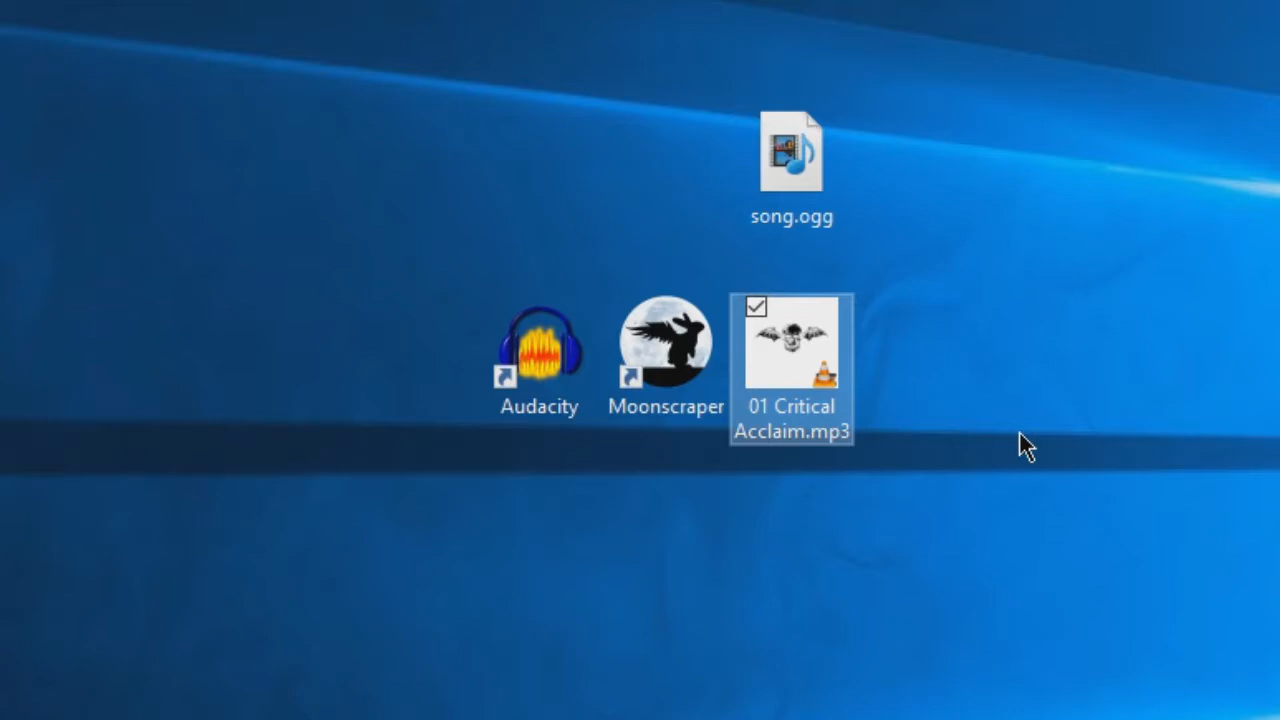 song.ogg
Audacity
Moonscraper
01 Critical
Acclaim.mp3